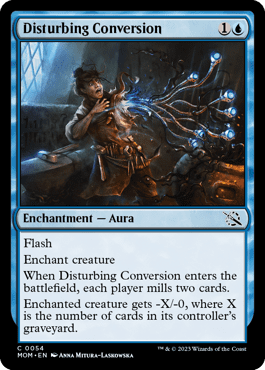 Disturbing Conversion 1
Enchantment — Aura
Flash
Enchant creature
When Disturbing Conversion enters the
battlefield, each player mills two cards.
Enchanted creature gets -X/-0, where X
is the number of cards in its controller's
graveyard.
C 0054
MOM • EN Anna Mitura-Laskowska
™ & © 2023 Wizards of the Coast